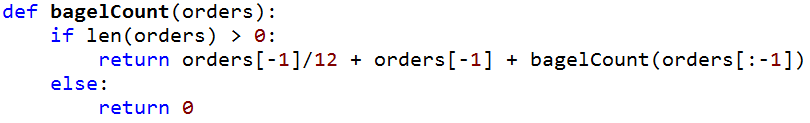 def bagelCount(orders):
    if len(orders) > 0:
        return orders[-1]/12 + orders[-1] + bagelCount(orders[:-1])
    else:
        return 0